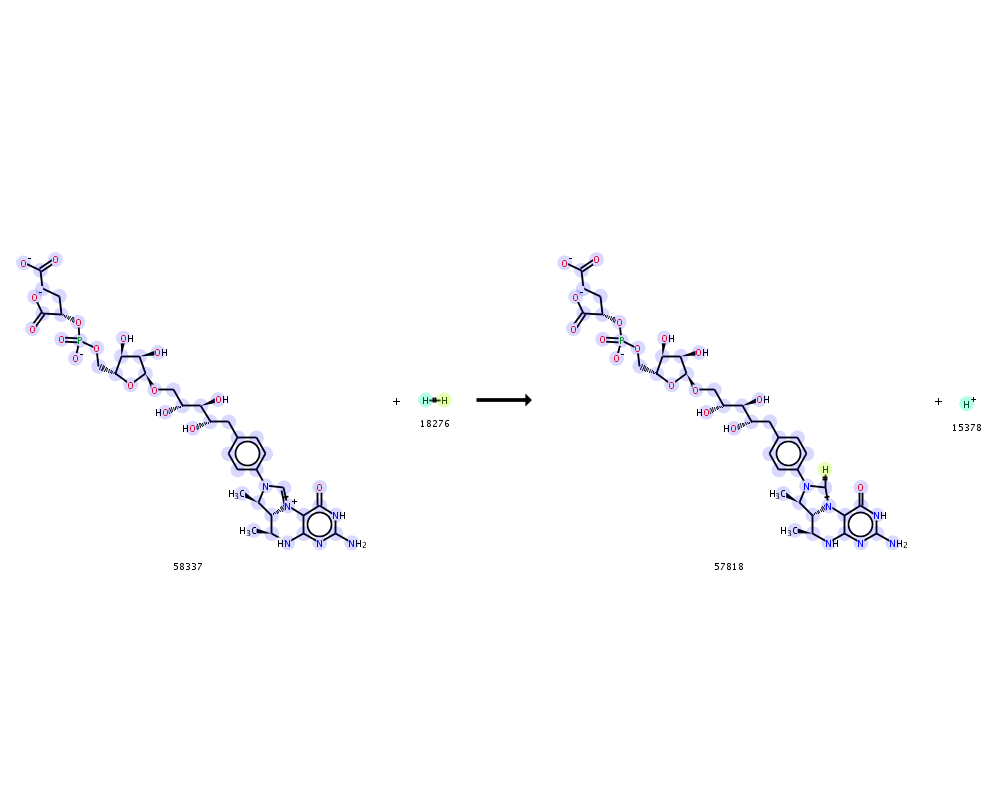 O⁻ O
O⁻
O O
O P O
O⁻
OH
OH
O O
HO OH
HO
N O
H₃C
N⁺
NH
H₃C
HN N NH₂
58337
+
H H
18276
O⁻ O
O⁻
O O
O P O
O⁻
OH
OH
O O
HO OH
HO
H
N O
H₃C
N
NH
H₃C
NH N NH₂
57818
+
H⁺
15378